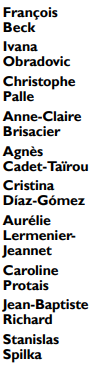 François
Beck
Ivana
Obradovic
Christophe
Palle
Anne-Claire
Brisacier
Agnès
Cadet-Taïrou
Cristina
Díaz-Gómez
Aurélie
Lermenier-
Jeannet
Caroline
Protais
Jean-Baptiste
Richard
Stanislas
Spilka